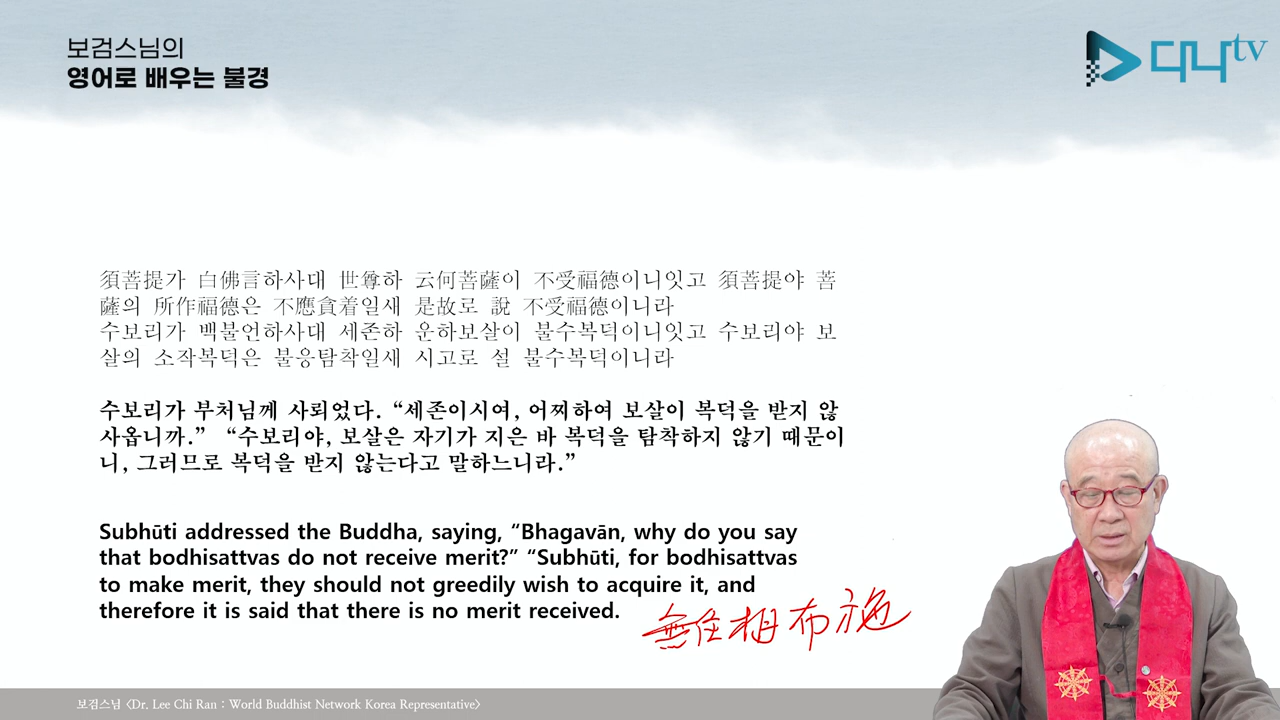 보검스님의
영어로 배우는 불경
다나tv
須菩提가 白佛言하사대 世尊하 云何菩薩이 不受福德이니잇고 須菩提야 菩
薩의 所作福德은 不應貪着일새 是故로 說 不受福德이니라
수보리가 백불언하사대 세존하 운하보살이 불수복덕이니잇고 수보리야 보
살의 소작복덕은 불응탐착일새 시고로 설 불수복덕이니라
수보리가 부처님께 사뢰었다. “세존이시여, 어찌하여 보살이 복덕을 받지 않
사옵니까.” “수보리야, 보살은 자기가 지은 바 복덕을 탐착하지 않기 때문이
니, 그러므로 복덕을 받지 않는다고 말하느니라.”
Subhūti addressed the Buddha, saying, “Bhagavān, why do you say
that bodhisattvas do not receive merit?” “Subhūti, for bodhisattvas
to make merit, they should not greedily wish to acquire it, and
therefore it is said that there is no merit received.
無住相布施
보검스님 <Dr. Lee Chi Ran : World Buddhist Network Korea Representative>